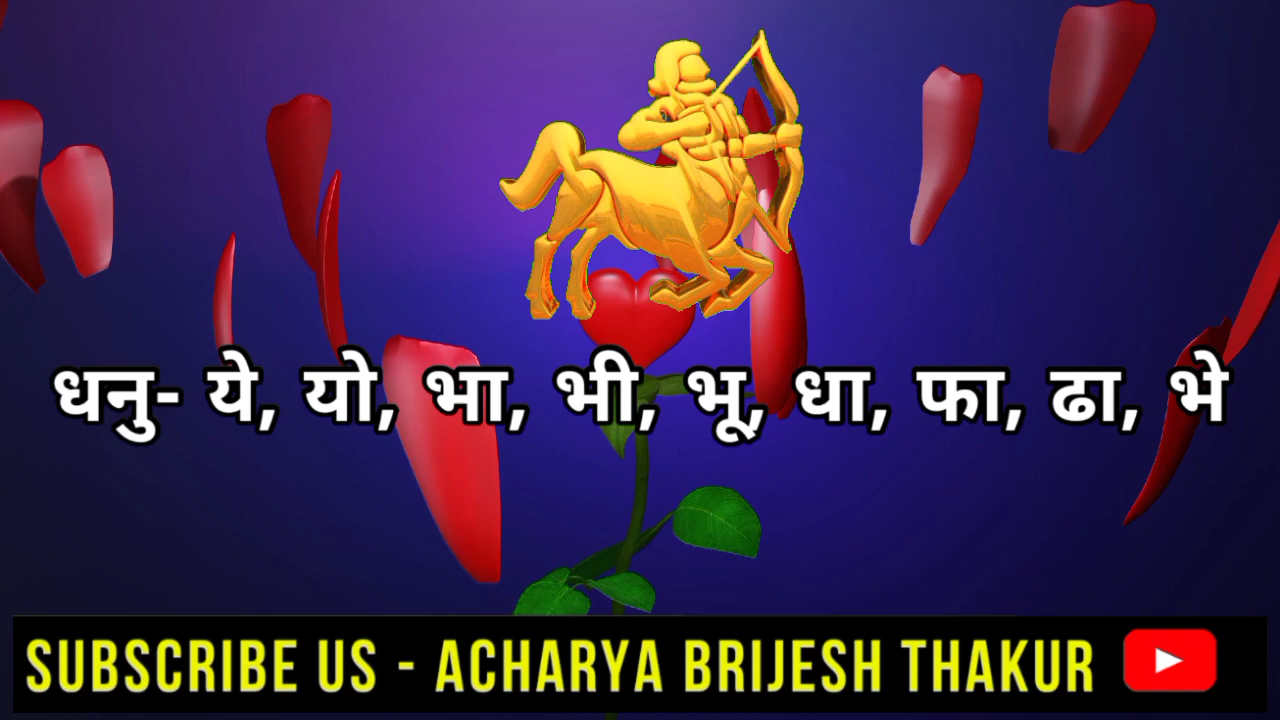 धनु- ये, यो, भा, भी, भू, धा, फा, ढा, भे
SUBSCRIBE US - ACHARYA BRIJESH THAKUR